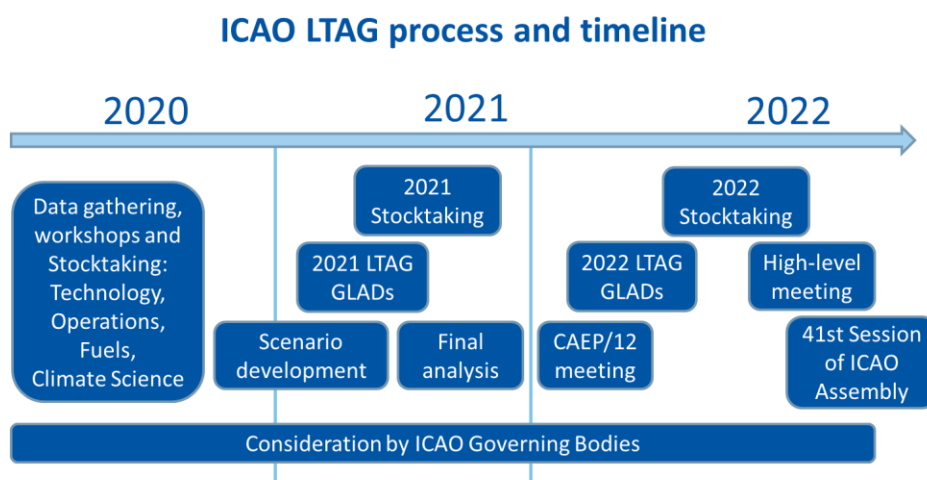 ICAO LTAG process and timeline
2020
2021
2022
Data gathering,
workshops and
Stocktaking:
Technology,
Operations,
Fuels,
Climate Science
2021
Stocktaking
2021 LTAG
GLADs
Scenario
development
Final
analysis
2022
Stocktaking
2022 LTAG
GLADs
High-level
meeting
CAEP/12
meeting
41st Session
of ICAO
Assembly
Consideration by ICAO Governing Bodies